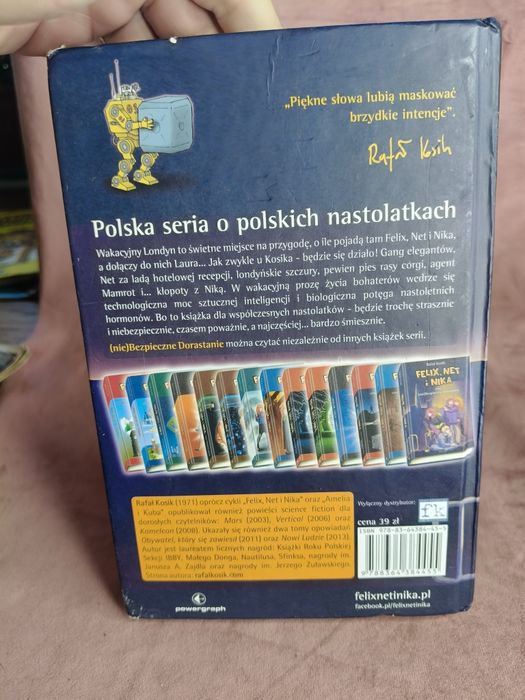 „Piękne słowa lubią maskować
brzydkie intencje”.
Rafał Kosik
Polska seria o polskich nastolatkach
Wakacyjny Londyn to świetne miejsce na przygodę, o ile pojadą tam Felix, Net i Nika,
a dołączy do nich Laura... Jak zwykle u Kosika - będzie się działo! Gang elegantów,
Net za ladą hotelowej recepcji, londyńskie szczury, pewien pies rasy corgi, agent
Mamrot i... kłopoty z Niką. W wakacyjną prozę życia bohaterów wedrze się
technologiczna moc sztucznej inteligencji i biologiczna potęga nastoletnich
hormonów. Bo to książka dla współczesnych nastolatków - będzie trochę strasznie
i niebezpiecznie, czasem poważnie, a najczęściej... bardzo śmiesznie.
(nie)Bezpieczne Dorastanie można czytać niezależnie od innych książek serii.
FELIX, NET
i NIKA
Rafał Kosik (1971) oprócz cykli „Felix, Net i Nika” oraz „Amelia
i Kuba” opublikował również powieści science fiction dla
dorosłych czytelników: Mars (2003), Vertical (2006) oraz
Kameleon (2008). Ukazały się również dwa tomy opowiadań
Obywatel, który się zawiesił (2011) oraz Nowi Ludzie (2013).
Autor jest laureatem licznych nagród: Książki Roku Polskiej
Sekcji IBBY, Małego Donga, Nautilusa, Sfinksa, nagrody im.
Janusza A. Zajdla oraz nagrody im. Jerzego Żuławskiego.
Strona autora: rafalkosik.com
powergraph
Wyłączny dystrybutor:
fk
cena 39 zł
ISBN 978-83-64384-45-5
9788364384455
felixnetinika.pl
facebook.pl/felixnetinika